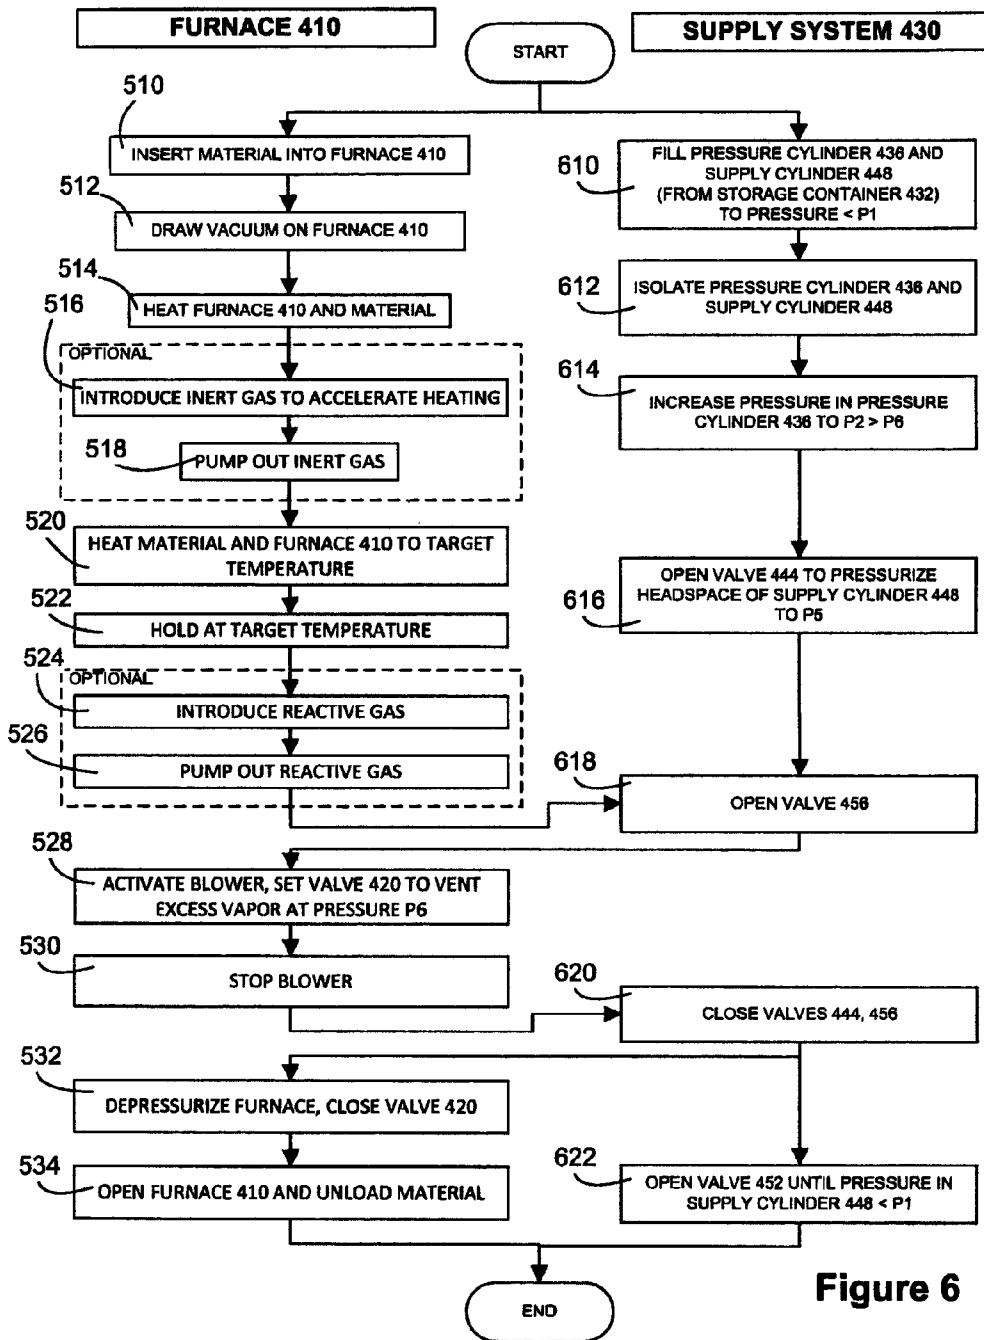 FURNACE 410
SUPPLY SYSTEM 430
START
510
INSERT MATERIAL INTO FURNACE 410
512
DRAW VACUUM ON FURNACE 410
514
HEAT FURNACE 410 AND MATERIAL
OPTIONAL
516
INTRODUCE INERT GAS TO ACCELERATE HEATING
518
PUMP OUT INERT GAS
520
HEAT MATERIAL AND FURNACE 410 TO TARGET
TEMPERATURE
522
HOLD AT TARGET TEMPERATURE
OPTIONAL
524
INTRODUCE REACTIVE GAS
526
PUMP OUT REACTIVE GAS
528
ACTIVATE BLOWER, SET VALVE 420 TO VENT
EXCESS VAPOR AT PRESSURE P6
530
STOP BLOWER
532
DEPRESSURIZE FURNACE, CLOSE VALVE 420
534
OPEN FURNACE 410 AND UNLOAD MATERIAL
610
FILL PRESSURE CYLINDER 436 AND
SUPPLY CYLINDER 448
(FROM STORAGE CONTAINER 432)
TO PRESSURE < P1
612
ISOLATE PRESSURE CYLINDER 436 AND
SUPPLY CYLINDER 448
614
INCREASE PRESSURE IN PRESSURE
CYLINDER 436 TO P2 > P6
616
OPEN VALVE 444 TO PRESSURIZE
HEADSPACE OF SUPPLY CYLINDER 448
TO P5
618
OPEN VALVE 456
620
CLOSE VALVES 444, 456
622
OPEN VALVE 452 UNTIL PRESSURE IN
SUPPLY CYLINDER 448 < P1
END
Figure 6